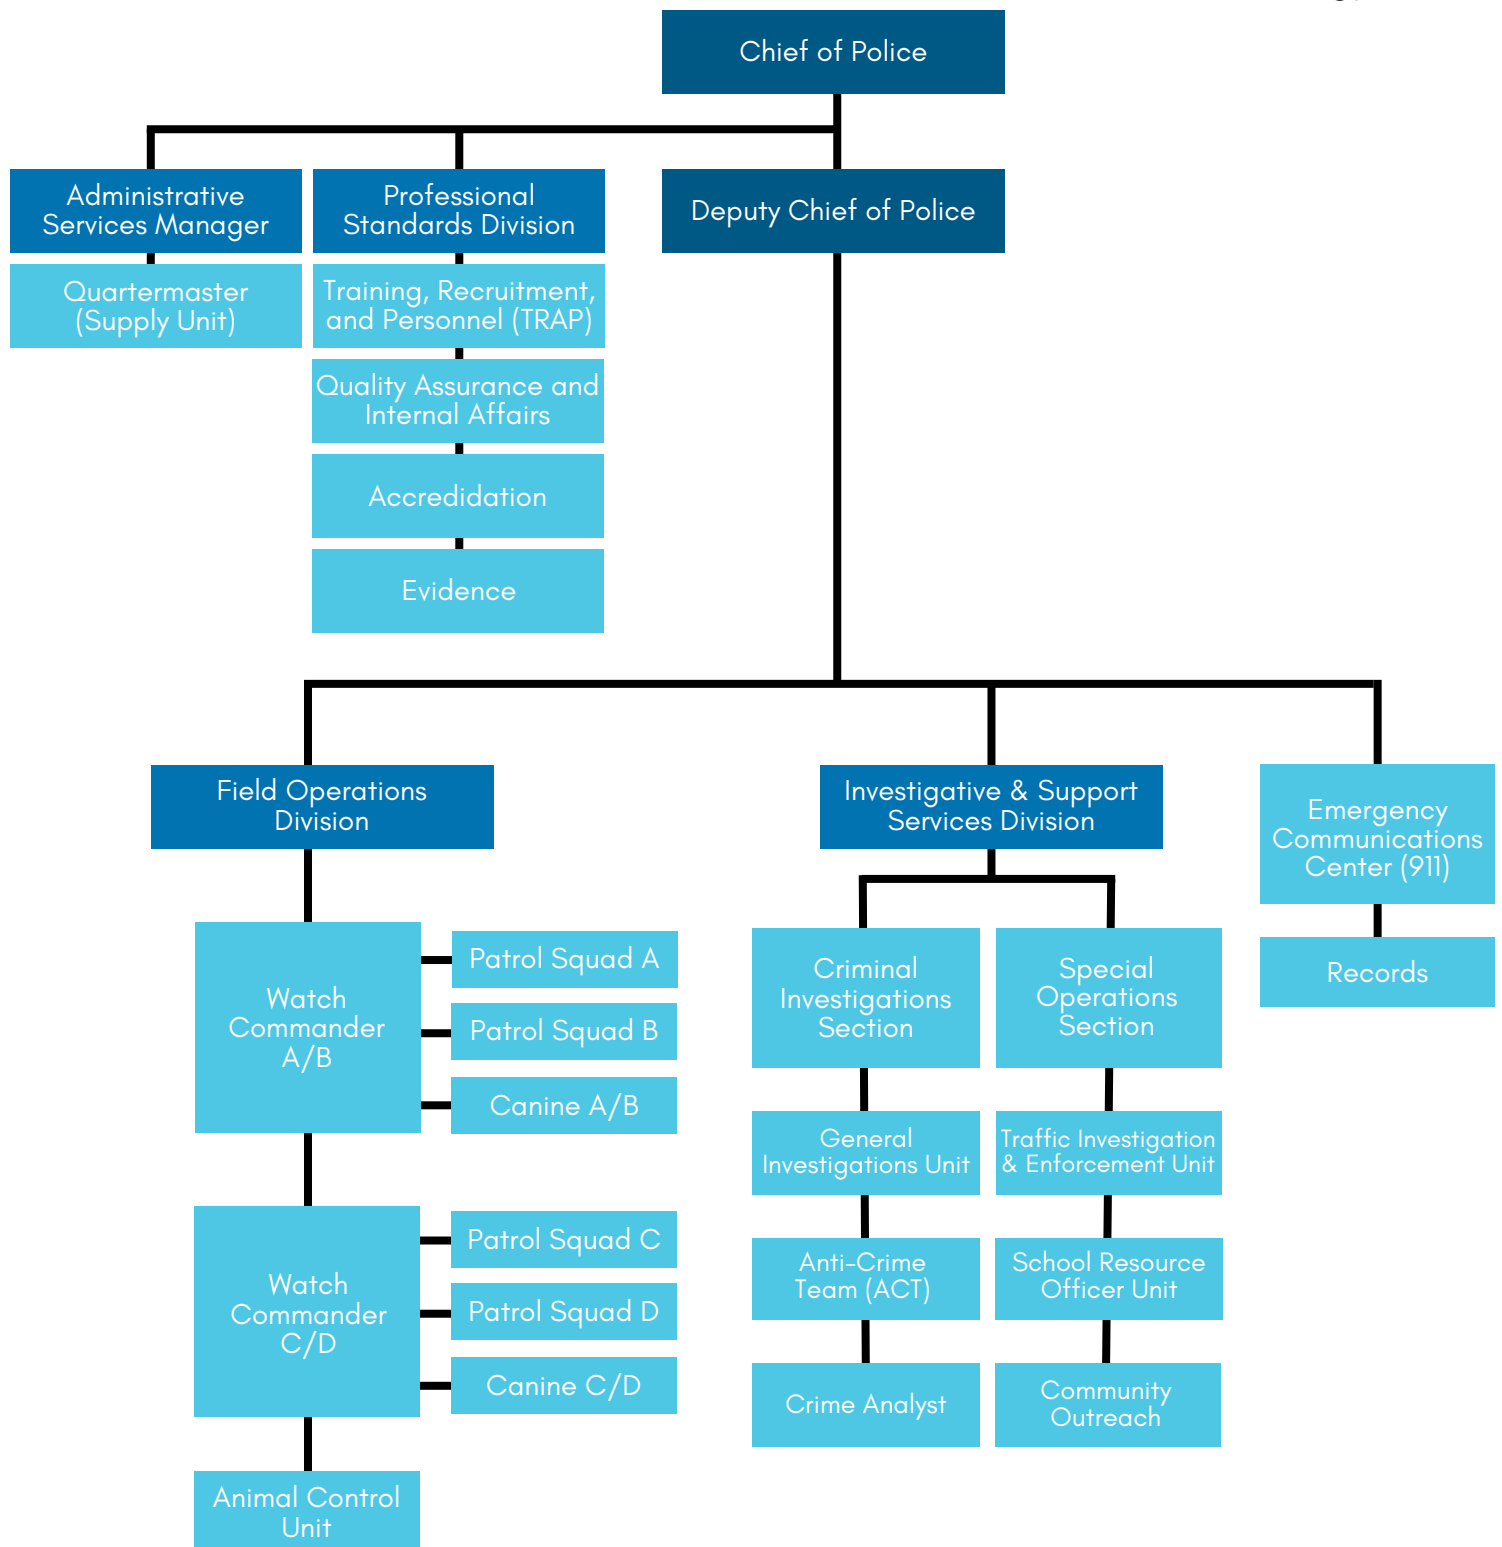 Chief of Police
Administrative
Services Manager
Professional
Standards Division
Deputy Chief of Police
Quartermaster
(Supply Unit)
Training, Recruitment,
and Personnel (TRAP)
Quality Assurance and
Internal Affairs
Accredidation
Evidence
Field Operations
Division
Investigative & Support
Services Division
Emergency
Communications
Center (911)
Records
Watch
Commander
A/B
Patrol Squad A
Patrol Squad B
Canine A/B
Watch
Commander
C/D
Patrol Squad C
Patrol Squad D
Canine C/D
Animal Control
Unit
Criminal
Investigations
Section
General
Investigations Unit
Anti-Crime
Team (ACT)
Crime Analyst
Special
Operations
Section
Traffic Investigation
& Enforcement Unit
School Resource
Officer Unit
Community
Outreach